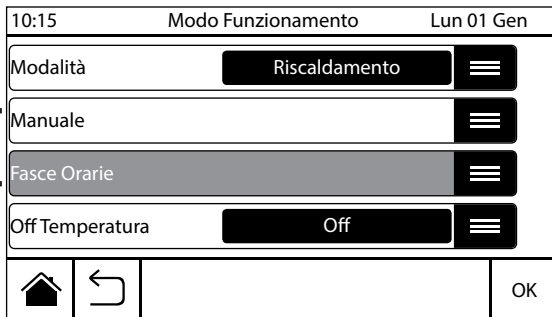 10:15 Modo Funzionamento Lun 01 Gen
Modalità Riscaldamento
Manuale
Fasce Orarie
Off Temperatura Off
OK